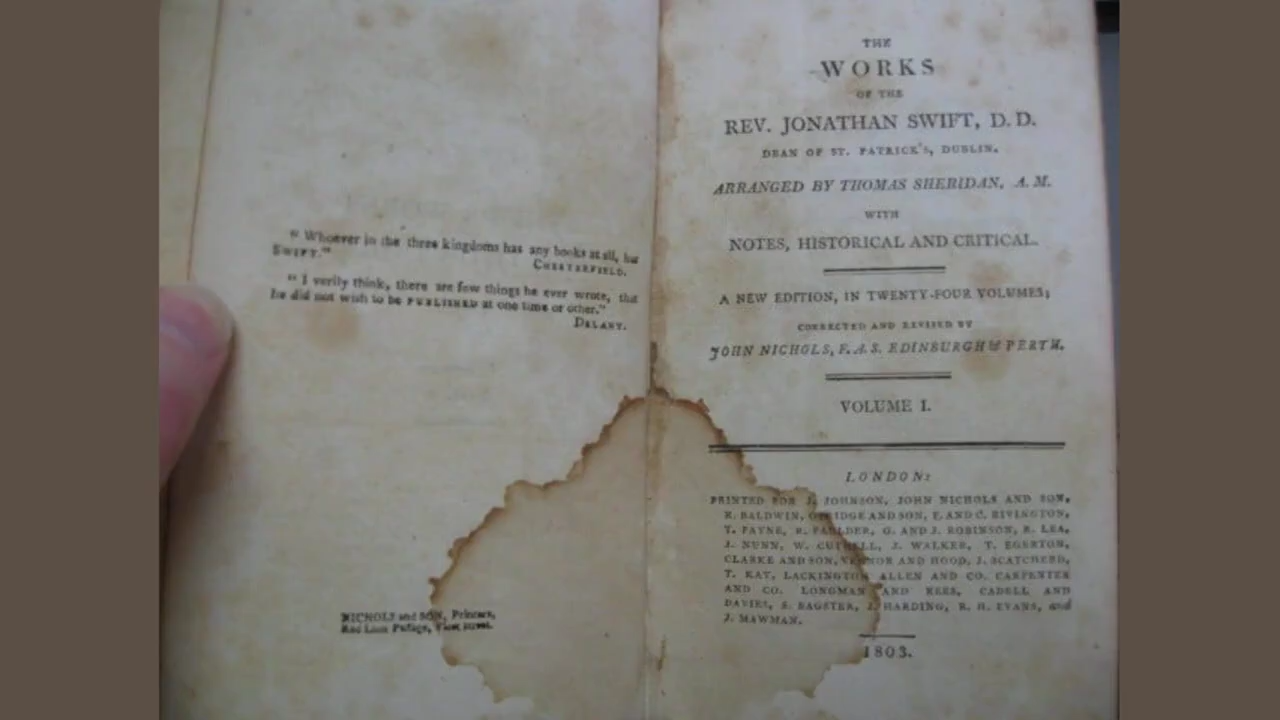 " Whoever in the three kingdoms has any books at all, has
SWIFT."
CHESTERFIELD.
" I verily think, there are few things he ever wrote, that
he did not wish to be PUBLISHED at one time or other."
DELANY.
NICHOLS and SON, Printers,
Red Lion Passage, Fleet Street.
THE
WORKS
OF THE
REV. JONATHAN SWIFT, D. D.
DEAN OF ST. PATRICK's, DUBLIN.
ARRANGED BY THOMAS SHERIDAN, A. M.
WITH
NOTES, HISTORICAL AND CRITICAL.
A NEW EDITION, IN TWENTY-FOUR VOLUMES;
CORRECTED AND REVISED BY
JOHN NICHOLS, F. A. S. EDINBURGH & PERTH.
VOLUME I.
LONDON:
PRINTED FOR J. JOHNSON, JOHN NICHOLS AND SON,
R. BALDWIN, OTRIDGE AND SON, F. AND C. RIVINGTON,
T. PAYNE, R. FAULDER, G. AND J. ROBINSON, R. LEA,
J. NUNN, W. CUTHELL, J. WALKER, T. EGERTON,
CLARKE AND SON, VERNOR AND HOOD, J. SCATCHERD,
T. KAY, LACKINGTON ALLEN AND CO. CARPENTER
AND CO. LONGMAN AND REES, CADELL AND
DAVIES, S. BAGSTER, J. HARDING, R. H. EVANS, and
J. MAWMAN.
1803.